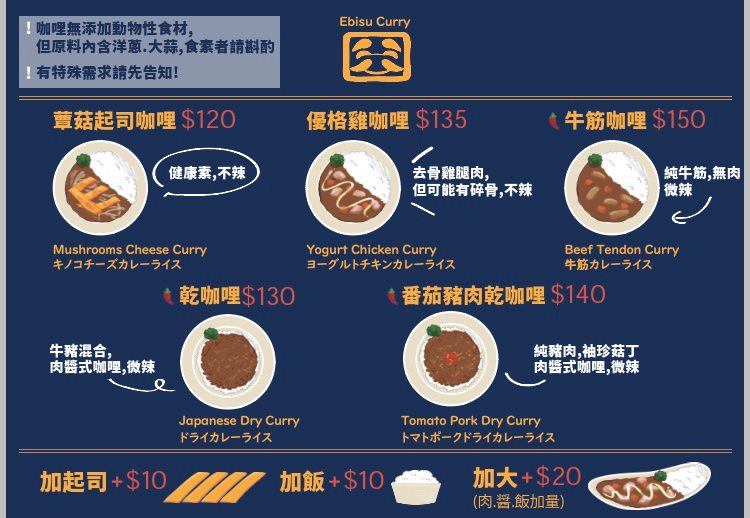 ! 咖哩無添加動物性食材,
但原料內含洋蔥.大蒜,食素者請斟酌
! 有特殊需求請先告知!
Ebisu Curry
蕈菇起司咖哩 $120
健康素,不辣
Mushrooms Cheese Curry
キノコチーズカレーライス
優格雞咖哩 $135
去骨雞腿肉,
但可能有碎骨,不辣
Yogurt Chicken Curry
ヨーグルトチキンカレーライス
牛筋咖哩 $150
純牛筋,無肉
微辣
Beef Tendon Curry
牛筋カレーライス
乾咖哩$130
牛豬混合,
肉醬式咖哩,微辣
Japanese Dry Curry
ドライカレーライス
番茄豬肉乾咖哩 $140
純豬肉,袖珍菇丁
肉醬式咖哩,微辣
Tomato Pork Dry Curry
トマトポークドライカレーライス
加起司+$10
加飯+$10
加大+$20
(肉.醬.飯加量)